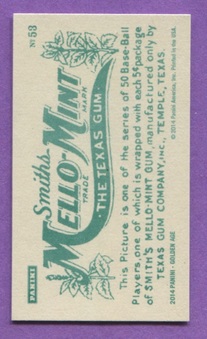 Nº 53
Smith's
MELLO-MINT
TRADE MARK
"THE TEXAS GUM"
This Picture is one of the series of 50 Base-Ball
Players, one of which is wrapped with each 5¢ package
of SMITH'S MELLO-MINT GUM, manufactured only by
TEXAS GUM COMPANY, INC., TEMPLE, TEXAS.
PANINI
2014 PANINI - GOLDEN AGE
© 2014 Panini America, Inc. Printed in the USA.